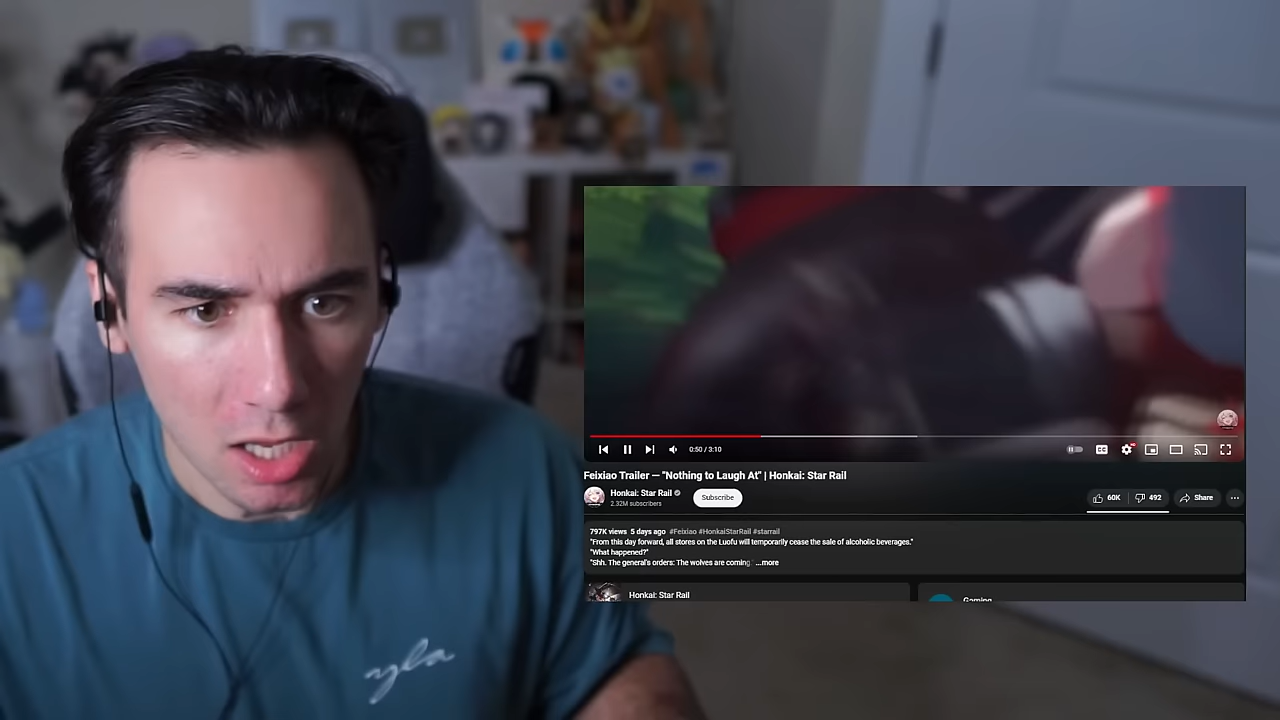 0:50 / 3:10
CC
Feixiao Trailer — "Nothing to Laugh At" | Honkai: Star Rail
Honkai: Star Rail
2.32M subscribers
Subscribe
60K
492
Share
797K views 5 days ago #Feixiao #HonkaiStarRail #starrail
"From this day forward, all stores on the Luofu will temporarily cease the sale of alcoholic beverages."
"What happened?"
"Shh. The general's orders: The wolves are coming." ...more
Honkai: Star Rail
Gaming
ayla